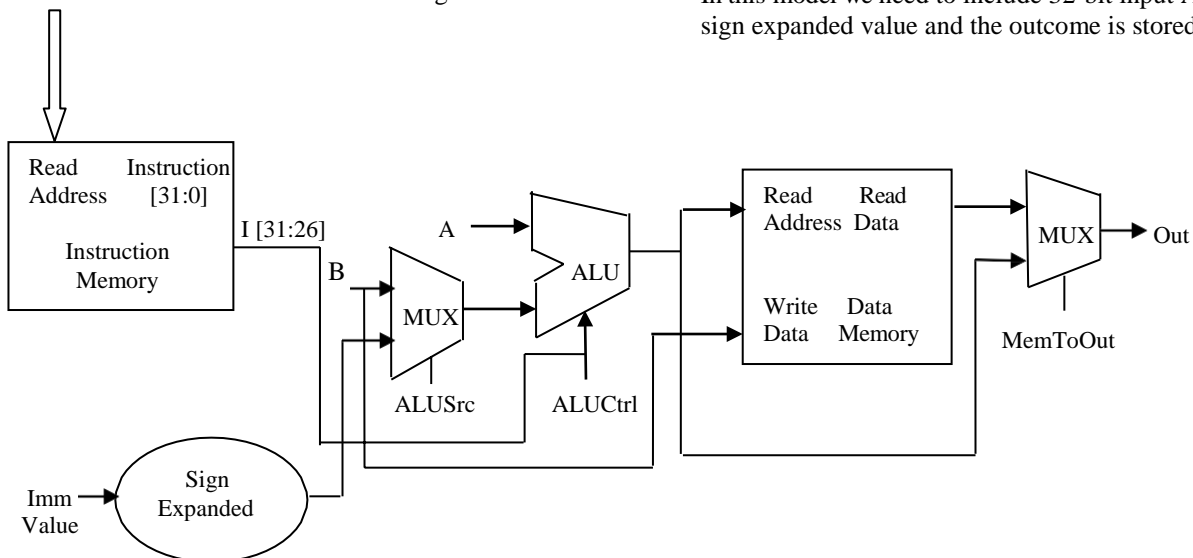 In this model we need to include 32-bit input
sign expanded value and the outcome is stored
Read Instruction
Address [31:0]
Instruction
Memory
I [31:26]
A
B
MUX
ALU
ALUSrc
ALUCtrl
Read Read
Address Data
Write Data
Data Memory
MUX
Out
MemToOut
Imm
Value
Sign
Expanded